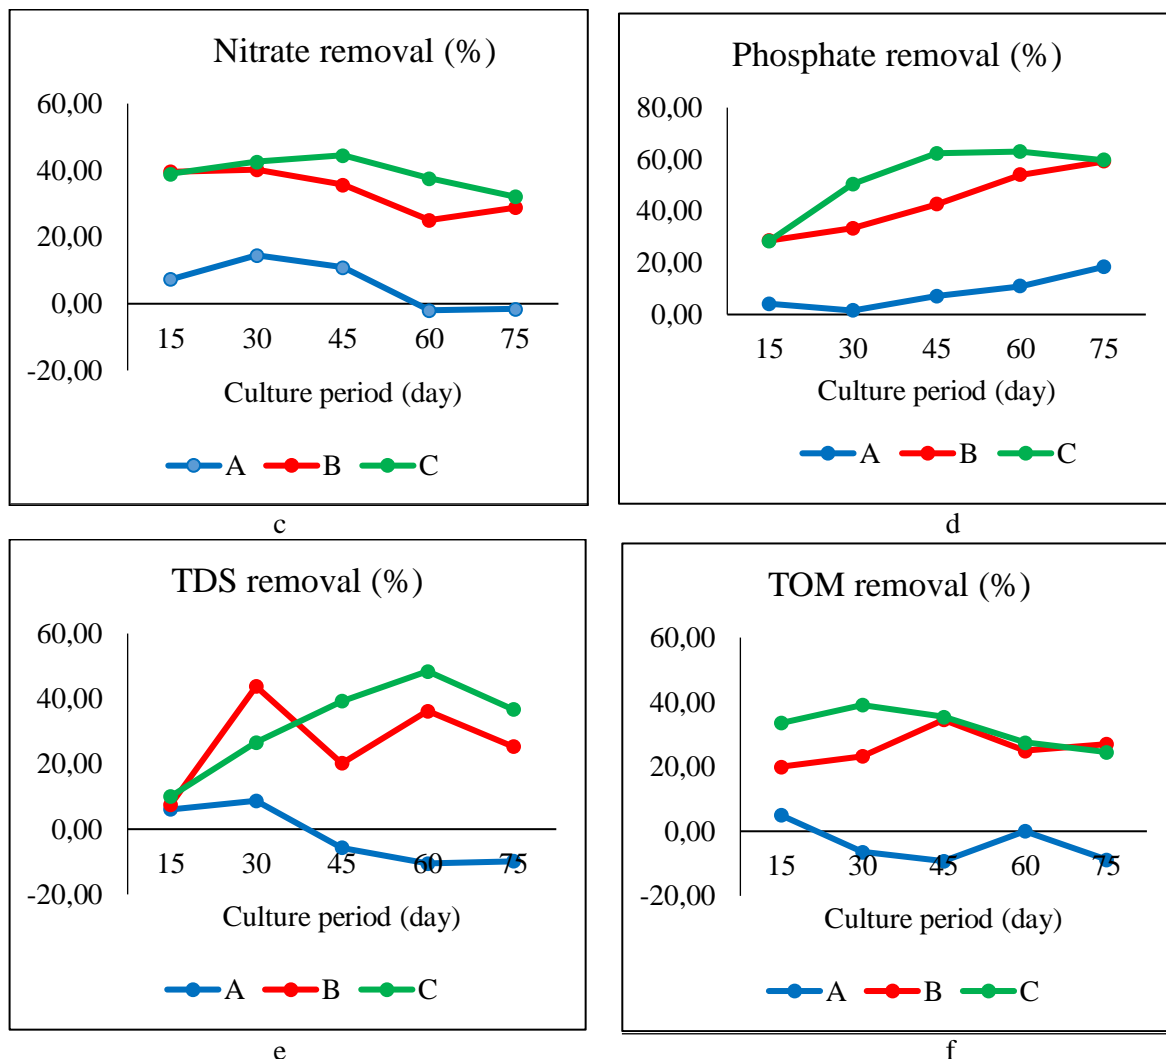 Nitrate removal (%)
60,00
40,00
20,00
0,00
-20,00
15 30 45 60 75
Culture period (day)
A B C
c
Phosphate removal (%)
80,00
60,00
40,00
20,00
0,00
15 30 45 60 75
Culture period (day)
A B C
d
TDS removal (%)
60,00
40,00
20,00
0,00
-20,00
15 30 45 60 75
Culture period (day)
A B C
e
TOM removal (%)
60,00
40,00
20,00
0,00
-20,00
15 30 45 60 75
Culture period (day)
A B C
f